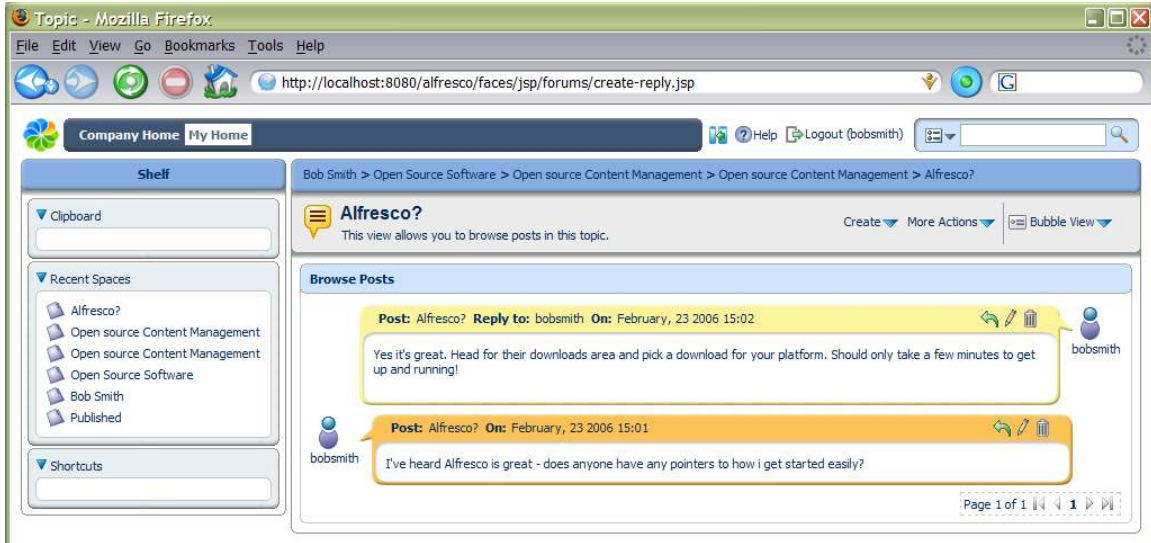 Topic - Mozilla Firefox
File Edit View Go Bookmarks Tools Help
http://localhost:8080/alfresco/faces/jsp/forums/create-reply.jsp
G
Company Home My Home
Help Logout (bobsmith)
Shelf
Clipboard
Recent Spaces
Alfresco?
Open source Content Management
Open source Content Management
Open Source Software
Bob Smith
Published
Shortcuts
Bob Smith > Open Source Software > Open source Content Management > Open source Content Management > Alfresco?
Alfresco?
This view allows you to browse posts in this topic.
Create More Actions Bubble View
Browse Posts
Post: Alfresco? Reply to: bobsmith On: February, 23 2006 15:02
Yes it's great. Head for their downloads area and pick a download for your platform. Should only take a few minutes to get
up and running!
bobsmith
Post: Alfresco? On: February, 23 2006 15:01
bobsmith
I've heard Alfresco is great - does anyone have any pointers to how i get started easily?
Page 1 of 1 1